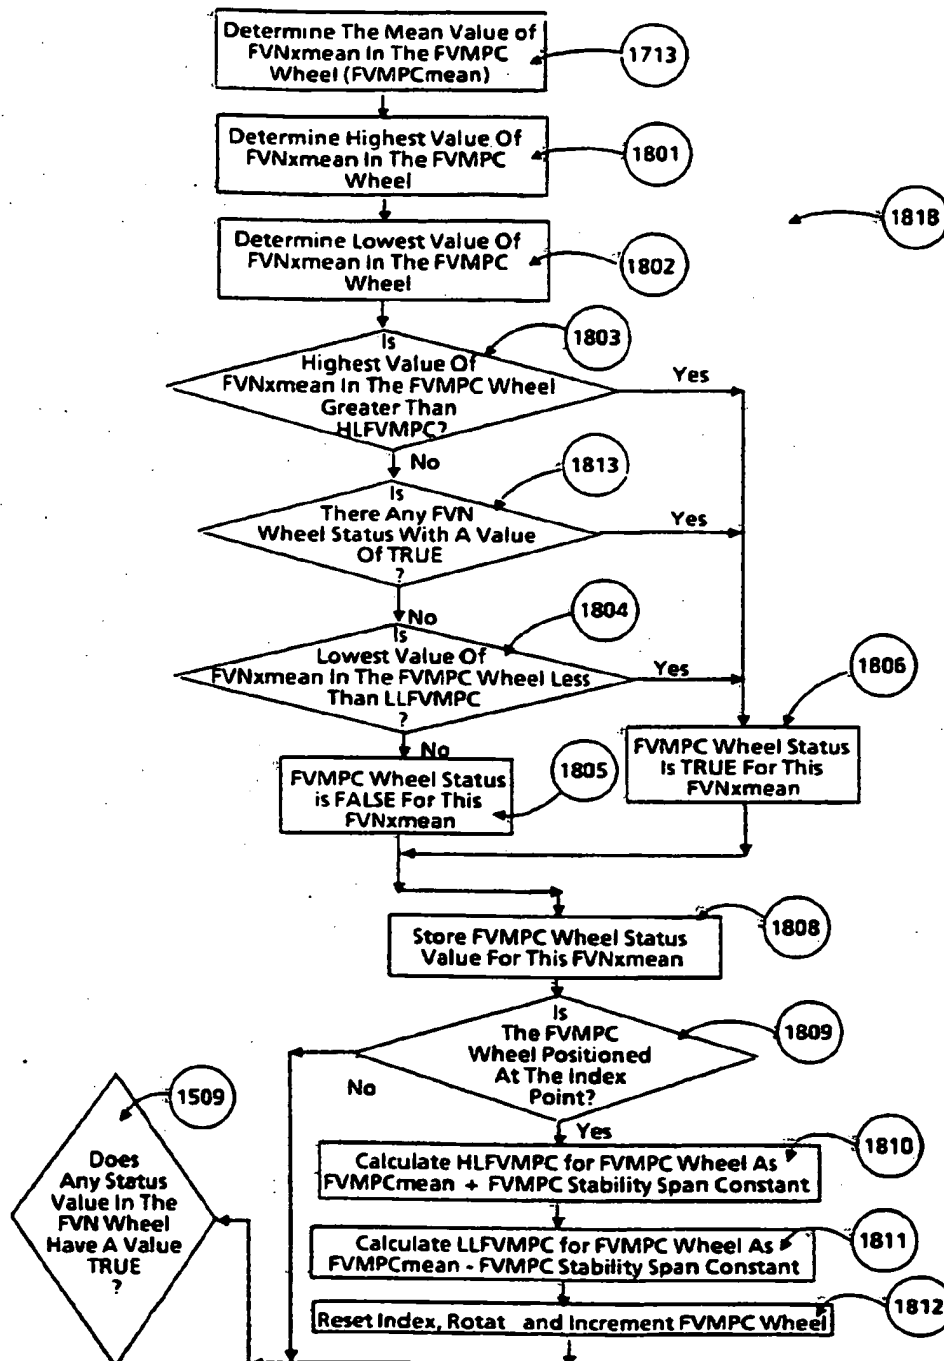 Determine The Mean Value of
FVNxmean In The FVMPC
Wheel (FVMPCmean)
1713
Determine Highest Value Of
FVNxmean In The FVMPC
Wheel
1801
1818
Determine Lowest Value Of
FVNxmean In The FVMPC
Wheel
1802
1803
Is
Highest Value Of
FVNxmean In The FVMPC Wheel
Greater Than
HLFVMPC?
Yes
No
1813
Is
There Any FVN
Wheel Status With A Value
Of TRUE
?
Yes
No
1804
Is
Lowest Value Of
FVNxmean In The FVMPC Wheel Less
Than LLFVMPC
?
Yes
No
1806
FVMPC Wheel Status
Is TRUE For This
FVNxmean
FVMPC Wheel Status
is FALSE For This
FVNxmean
1805
Store FVMPC Wheel Status
Value For This FVNxmean
1808
Is
The FVMPC
Wheel Positioned
At The Index
Point?
1809
No
Yes
1509
Does
Any Status
Value In The
FVN Wheel
Have A Value
TRUE
?
Calculate HLFVMPC for FVMPC Wheel As
FVMPCmean + FVMPC Stability Span Constant
1810
Calculate LLFVMPC for FVMPC Wheel As
FVMPCmean - FVMPC Stability Span Constant
1811
Reset Index, Rotat and Increment FVMPC Wheel
1812